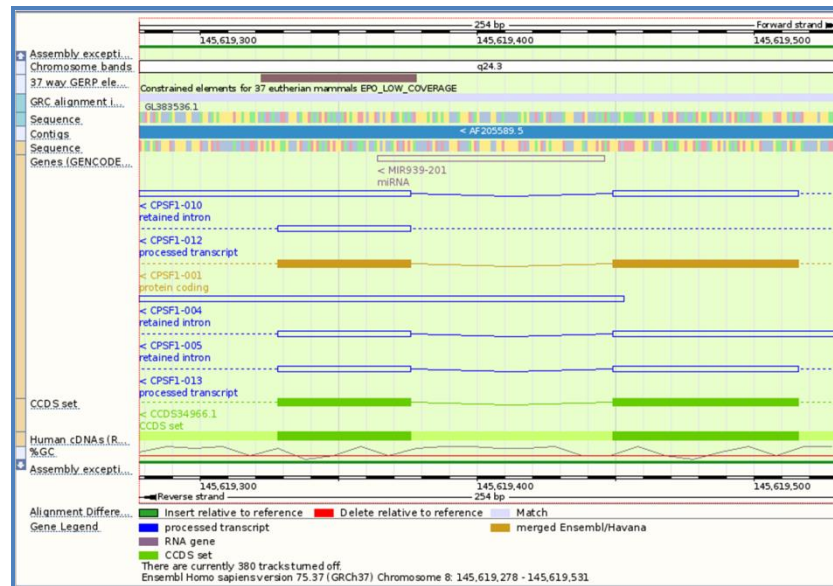 254 bp Forward strand
145,619,300 145,619,400 145,619,500
Assembly excepti...
Chromosome bands q24.3
37 way GERP ele...
Constrained elements for 37 eutherian mammals EPO_LOW_COVERAGE
GRC alignment i...
GL383536.1
Sequence
Contigs < AF205589.5
Sequence
Genes (GENCODE...
< MIR939-201
miRNA
< CPSF1-010
retained intron
< CPSF1-012
processed transcript
< CPSF1-001
protein coding
< CPSF1-004
retained intron
< CPSF1-005
retained intron
< CPSF1-013
processed transcript
CCDS set
< CCDS34966.1
CCDS set
Human cDNAs (R...
%GC
Assembly excepti...
145,619,300 145,619,400 145,619,500
Reverse strand 254 bp
Alignment Differe... Insert relative to reference Delete relative to reference Match
Gene Legend processed transcript merged Ensembl/Havana
RNA gene
CCDS set
There are currently 380 tracks turned off.
Ensembl Homo sapiens version 75.37 (GRCh37) Chromosome 8: 145,619,278 - 145,619,531